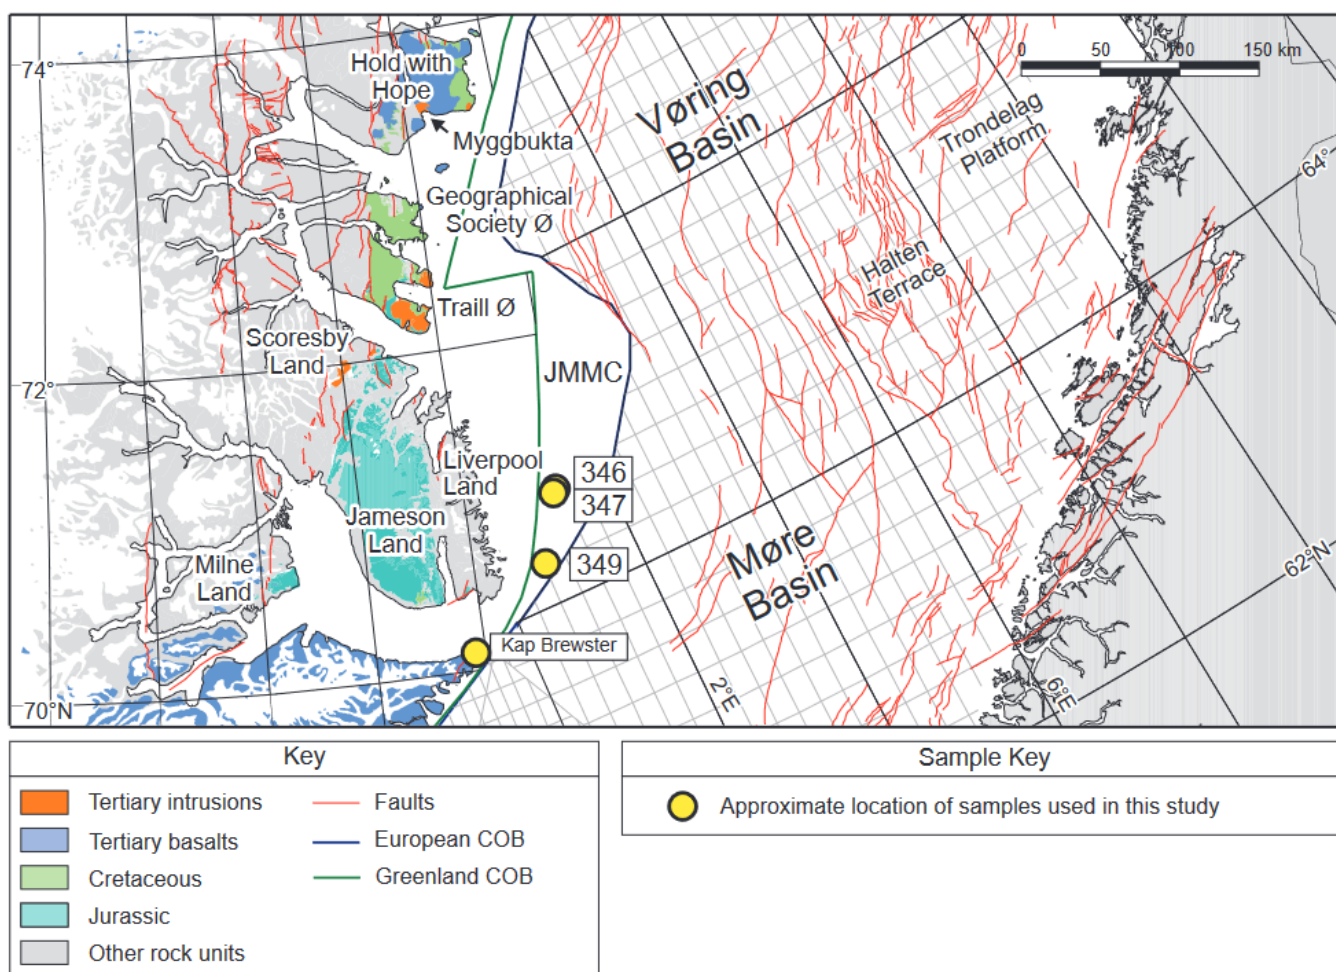 74°
Hold with
Hope
Myggbukta
Geographical
Society Ø
Traill Ø
Scoresby
Land
72°
Liverpool
Land
Jameson
Land
Milne
Land
70°N
Vøring
Basin
0 50 100 150 km
Trondelag
Platform
64°
Halten
Terrace
JMMC
346
347
349
Kap Brewster
Møre
Basin
62°N
2°E
6°E
Key
Tertiary intrusions
Tertiary basalts
Cretaceous
Jurassic
Other rock units
Faults
European COB
Greenland COB
Sample Key
Approximate location of samples used in this study